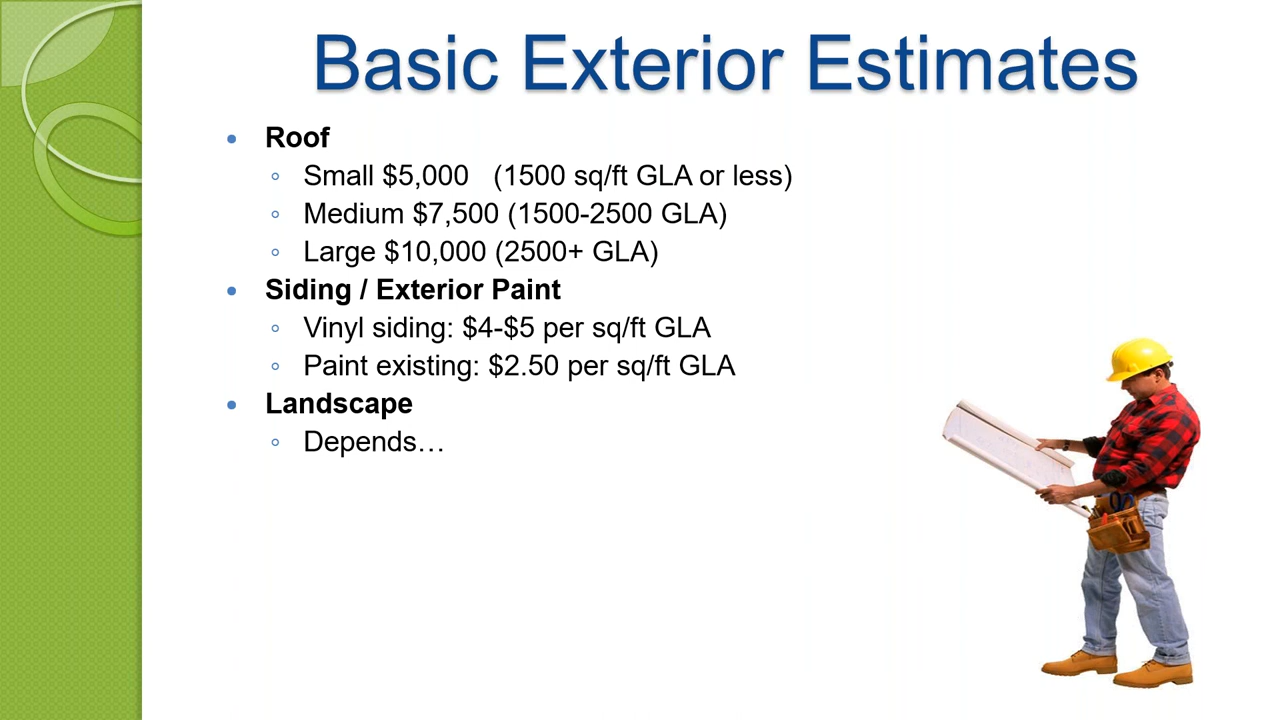 Basic Exterior Estimates
• Roof
◦ Small $5,000 (1500 sq/ft GLA or less)
◦ Medium $7,500 (1500-2500 GLA)
◦ Large $10,000 (2500+ GLA)
• Siding / Exterior Paint
◦ Vinyl siding: $4-$5 per sq/ft GLA
◦ Paint existing: $2.50 per sq/ft GLA
• Landscape
◦ Depends…